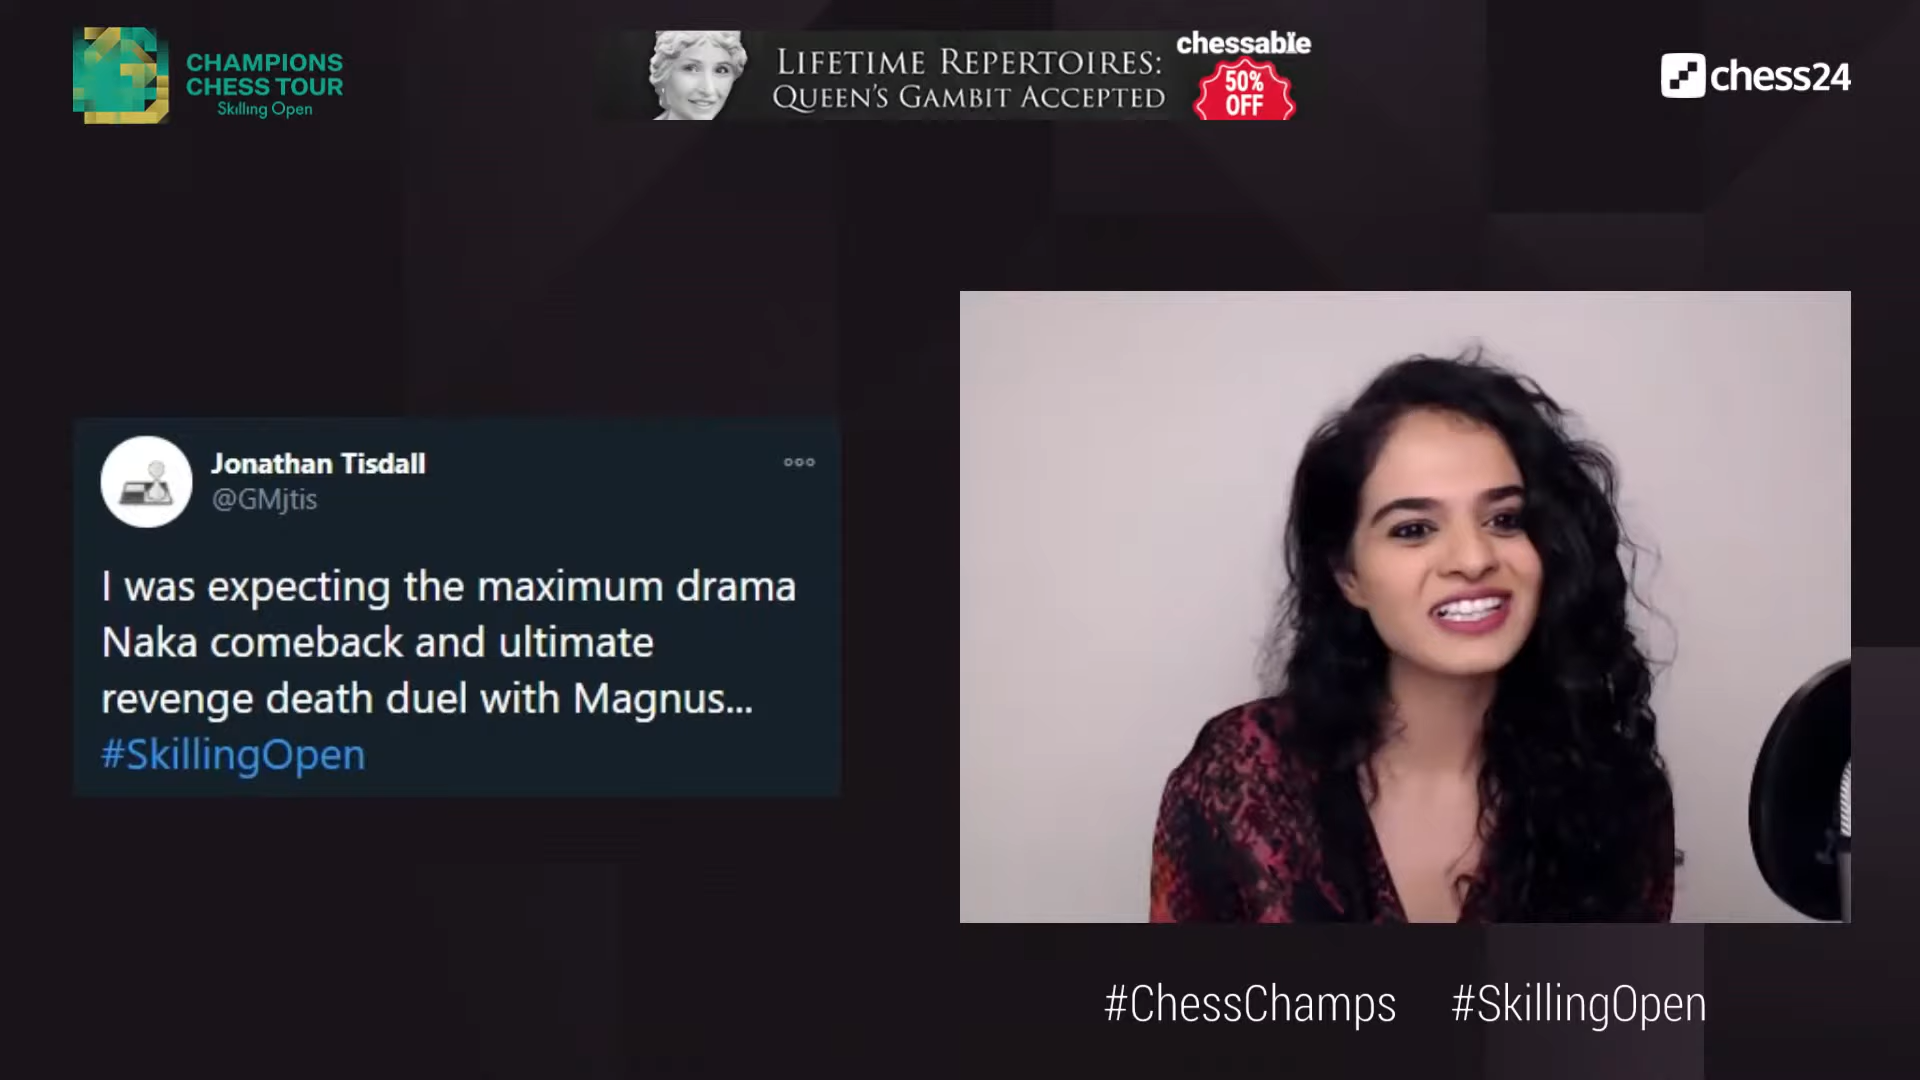 CHAMPIONS
CHESS TOUR
Skilling Open
LIFETIME REPERTOIRES:
QUEEN'S GAMBIT ACCEPTED
chessable
50%
OFF
chess24
Jonathan Tisdall
@GMjtis
I was expecting the maximum drama
Naka comeback and ultimate
revenge death duel with Magnus...
#SkillingOpen
#ChessChamps #SkillingOpen